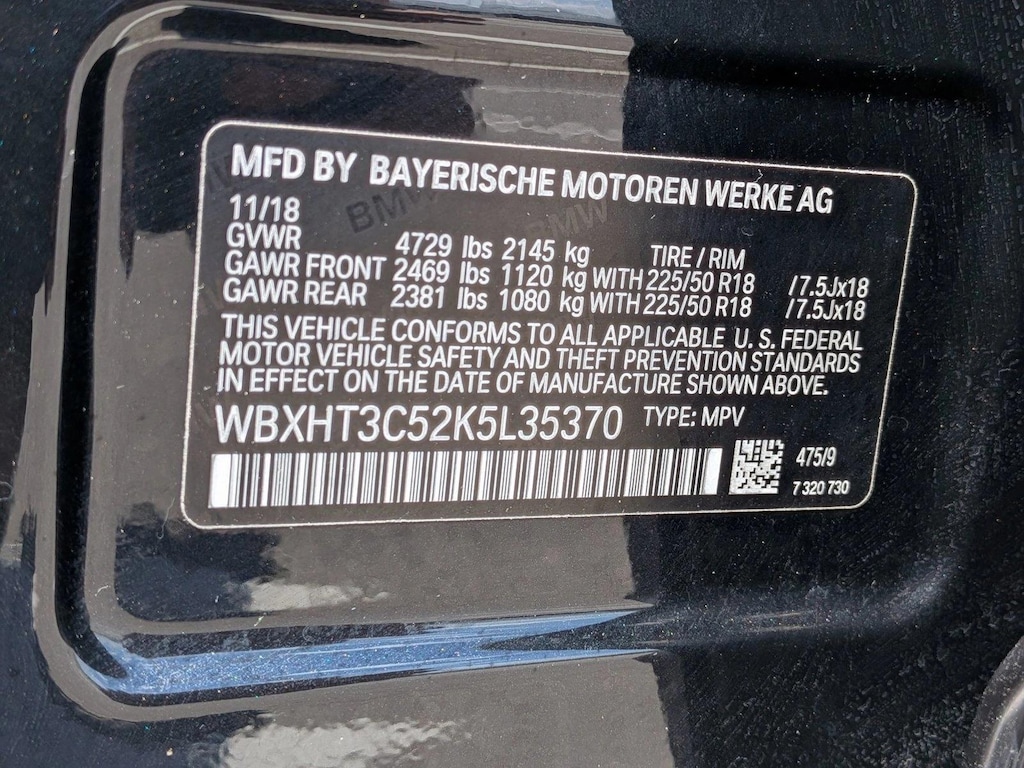 MFD BY BAYERISCHE MOTOREN WERKE AG
11/18
GVWR 4729 lbs 2145 kg TIRE / RIM
GAWR FRONT 2469 lbs 1120 kg WITH 225/50 R18 /7.5Jx18
GAWR REAR 2381 lbs 1080 kg WITH 225/50 R18 /7.5Jx18
THIS VEHICLE CONFORMS TO ALL APPLICABLE U. S. FEDERAL
MOTOR VEHICLE SAFETY AND THEFT PREVENTION STANDARDS
IN EFFECT ON THE DATE OF MANUFACTURE SHOWN ABOVE.
WBXHT3C52K5L35370 TYPE: MPV
475/9
7 320 730
BMW
BMW